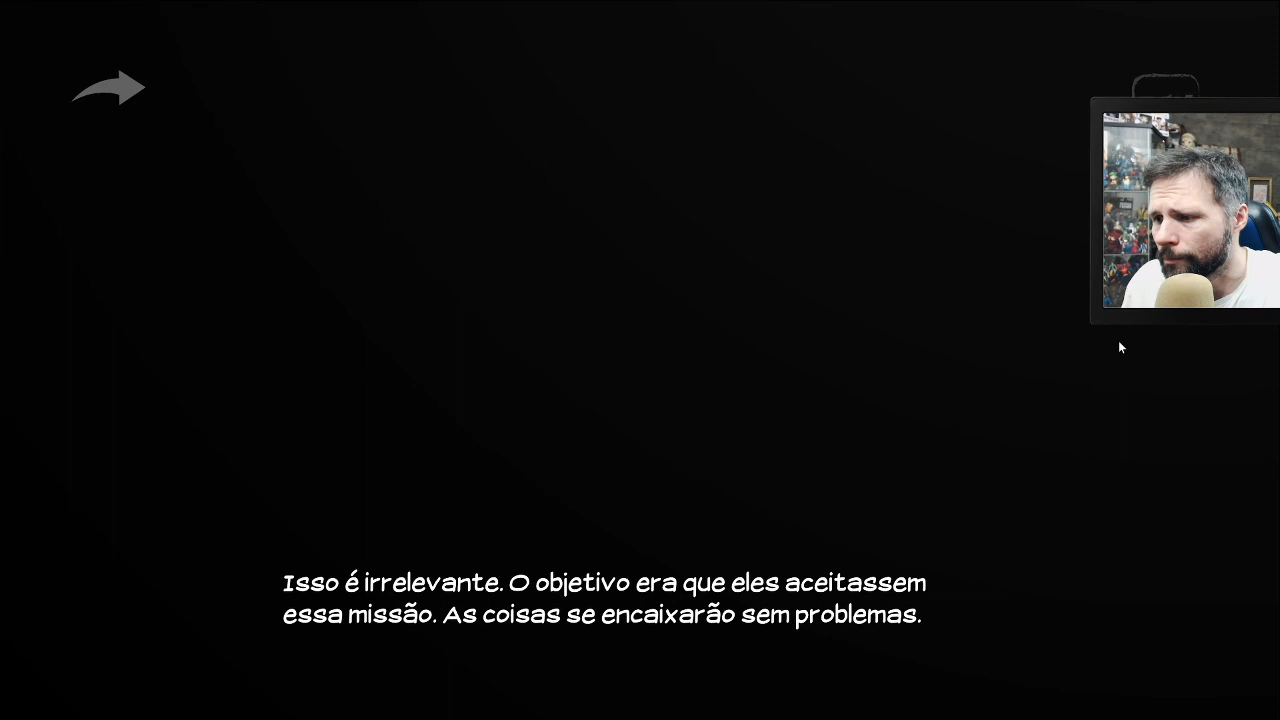 Isso é irrelevante. O objetivo era que eles aceitassem
essa missão. As coisas se encaixarão sem problemas.